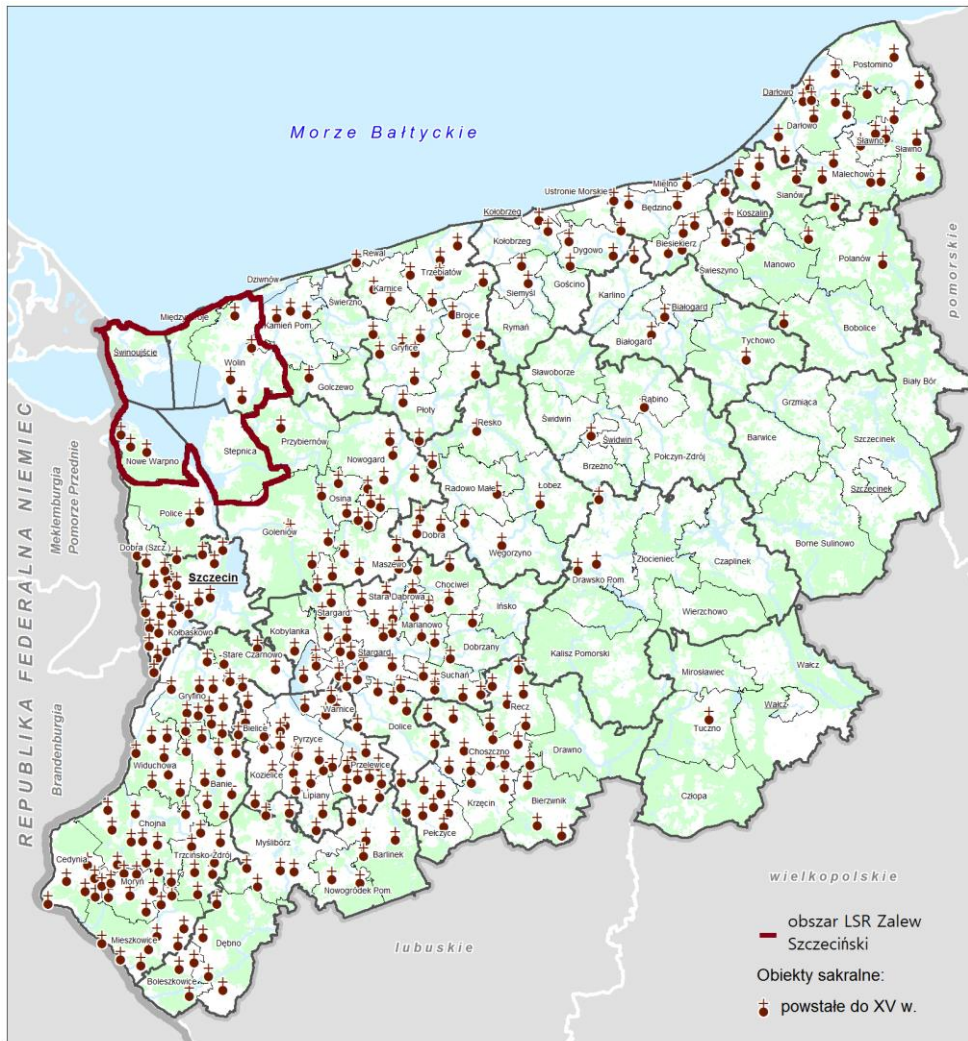 Morze Bałtyckie
Postomino
Darłowo
Darłowo
Sławno
Sławno
Malechowo
Sianów
Mielno
Ustronie Morskie
Będzino
Koszalin
Kołobrzeg
Kołobrzeg
Dygowo
Biesiekierz
Polanów
Manowo
Świeszyno
Rewal
Trzebiatów
Gościno
Siemyśl
Karlino
Dziwnów
Świerzno
Karnice
Brojce
Rymań
Białogard
Białogard
Bobolice
Tychowo
Kamień Pom.
Świnoujście
Wolin
Gryfice
Golczewo
Sławoborze
Biały Bór
Grzmiąca
Płoty
Rąbino
Świdwin
Świdwin
Resko
Barwice
Szczecinek
Szczecinek
Nowe Warpno
Stepnica
Przybiernów
Nowogard
Brzeżno
Połczyn-Zdrój
Radowo Małe
Łobez
Osina
Police
Goleniów
Dobra
Węgorzyno
Borne Sulinowo
Dobra (Szcz.)
Szczecin
Maszewo
Chociwel
Drawsko Pom.
Złocieniec
Czaplinek
Stara Dąbrowa
Ińsko
Wierzchowo
Kołbaskowo
Kobylanka
Stargard
Marianowo
Dobrzany
Stargard
Kalisz Pomorski
Stare Czarnowo
Suchań
Mirosławiec
Wałcz
Wałcz
Gryfino
Warnice
Dolice
Recz
Tuczno
Bielice
Pyrzyce
Choszczno
Drawno
Widuchowa
Banie
Kozielice
Przelewice
Lipiany
Krzęcin
Bierzwnik
Człopa
Chojna
Pełczyce
Myślibórz
Barlinek
Cedynia
Trzcińsko-Zdrój
Moryń
Nowogródek Pom.
Mieszkowice
Dębno
Boleszkowice
REPUBLIKA FEDERALNA NIEMIEC
Meklemburgia
Pomorze Przednie
Brandenburgia
pomorskie
wielkopolskie
lubuskie
obszar LSR Zalew
Szczeciński
Obiekty sakralne:
powstałe do XV w.